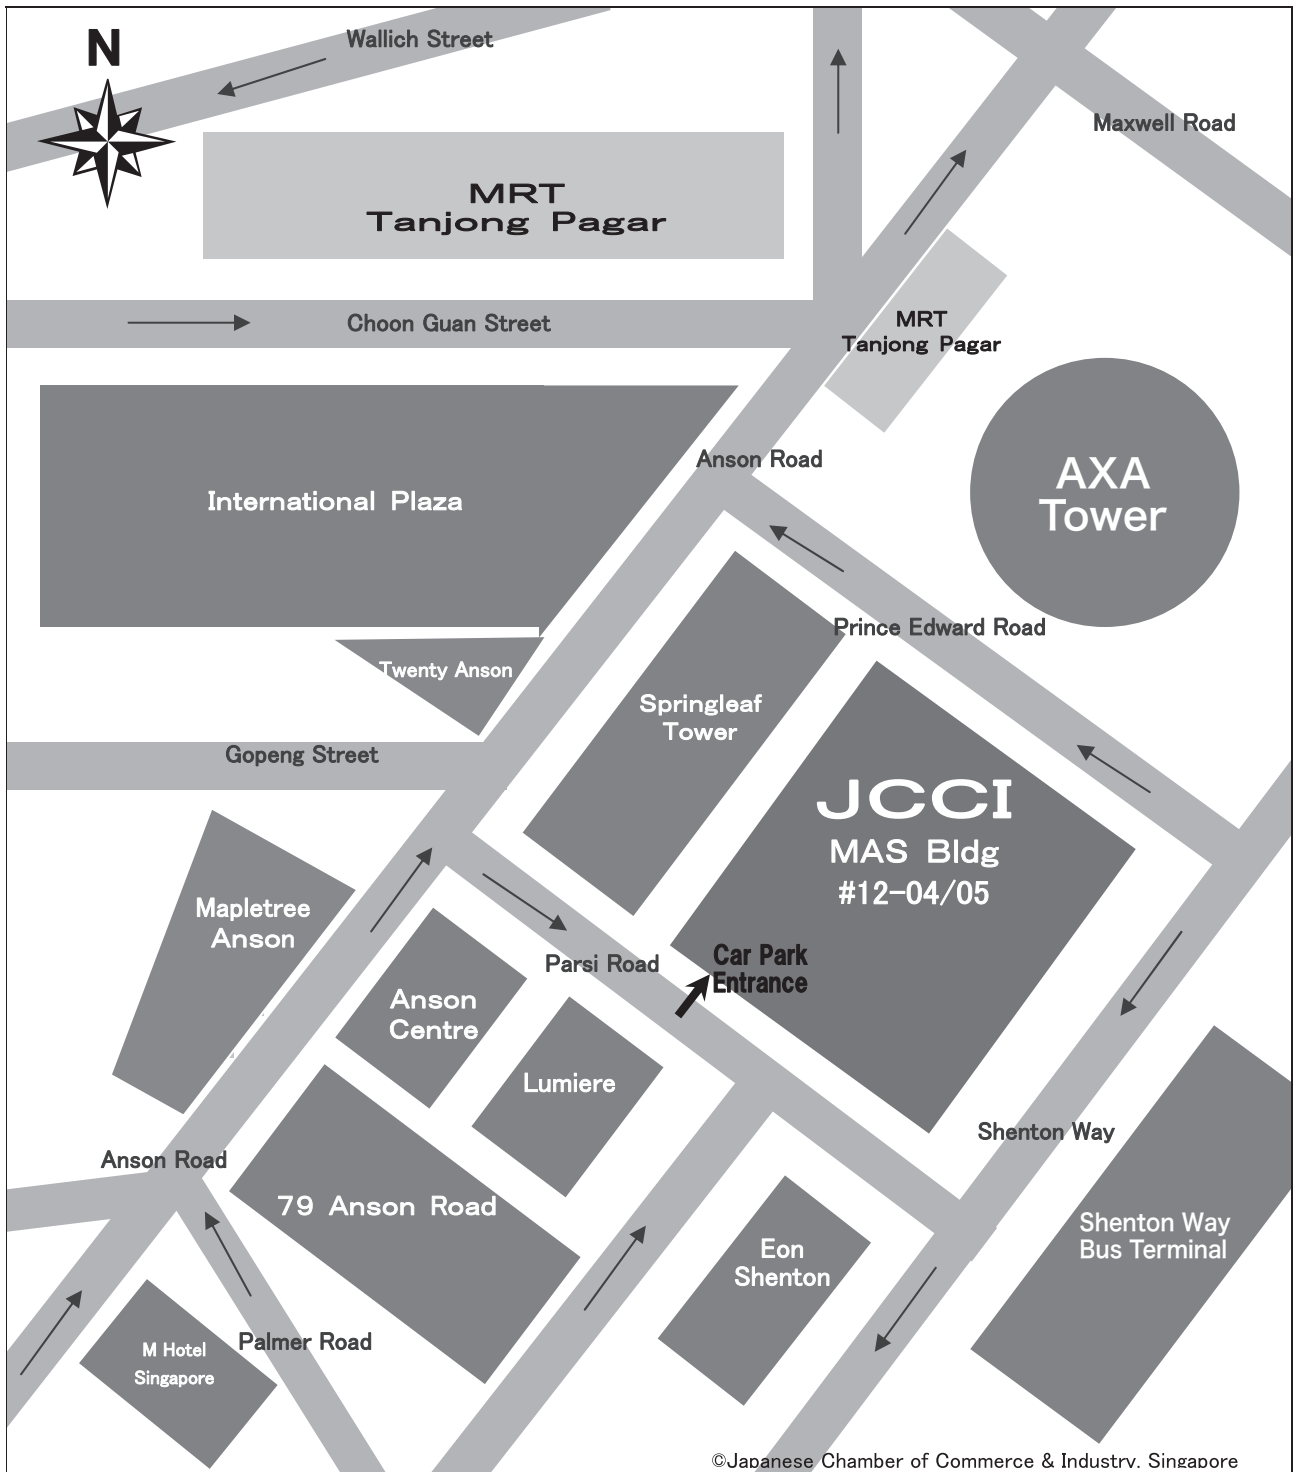 N
Wallich Street
Maxwell Road
MRT
Tanjong Pagar
Choon Guan Street
MRT
Tanjong Pagar
Anson Road
AXA
Tower
International Plaza
Prince Edward Road
Twenty Anson
Springleaf
Tower
Gopeng Street
JCCI
MAS Bldg
#12-04/05
Mapletree
Anson
Parsi Road
Car Park
Entrance
Anson
Centre
Lumiere
Shenton Way
Anson Road
79 Anson Road
Shenton Way
Bus Terminal
Eon
Shenton
Palmer Road
M Hotel
Singapore
©Japanese Chamber of Commerce & Industry, Singapore